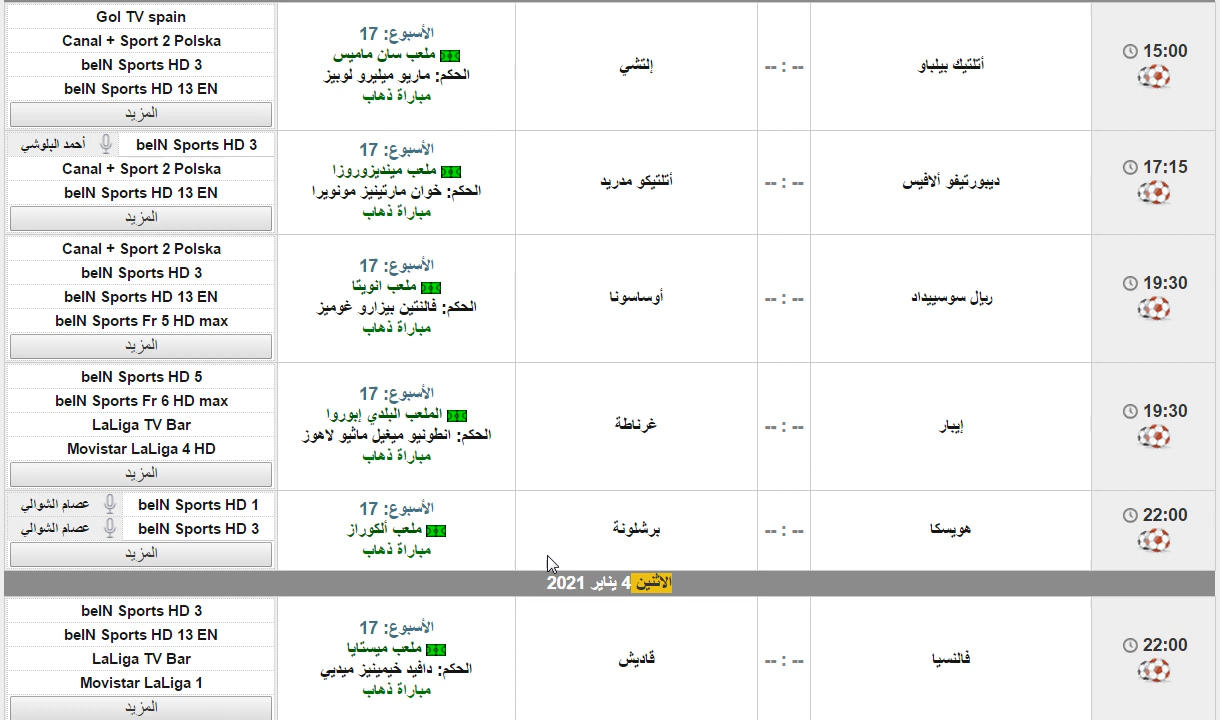 15:00
أتلتيك بيلباو
-- : --
إلتشي
الأسبوع: 17
ملعب سان ماميس
الحكم: ماريو ميليرو لوبيز
مباراة ذهاب
Gol TV spain
Canal + Sport 2 Polska
beIN Sports HD 3
beIN Sports HD 13 EN
المزيد
17:15
ديبورتيفو ألافيس
-- : --
أتلتيكو مدريد
الأسبوع: 17
ملعب مينديزوروزا
الحكم: خوان مارتينيز مونويرا
مباراة ذهاب
beIN Sports HD 3 أحمد البلوشي
Canal + Sport 2 Polska
beIN Sports HD 13 EN
المزيد
19:30
ريال سوسييداد
-- : --
أوساسونا
الأسبوع: 17
ملعب انويتا
الحكم: فالنتين بيزارو غوميز
مباراة ذهاب
Canal + Sport 2 Polska
beIN Sports HD 3
beIN Sports HD 13 EN
beIN Sports Fr 5 HD max
المزيد
19:30
إيبار
-- : --
غرناطة
الأسبوع: 17
الملعب البلدي إبوروا
الحكم: انطونيو ميغيل ماثيو لاهوز
مباراة ذهاب
beIN Sports HD 5
beIN Sports Fr 6 HD max
LaLiga TV Bar
Movistar LaLiga 4 HD
المزيد
22:00
هويسكا
-- : --
برشلونة
الأسبوع: 17
ملعب ألكوراز
مباراة ذهاب
beIN Sports HD 1 عصام الشوالي
beIN Sports HD 3 عصام الشوالي
المزيد
الاثنين 4 يناير 2021
22:00
فالنسيا
-- : --
قاديش
الأسبوع: 17
ملعب ميستايا
الحكم: دافيد خيمينيز ميديي
مباراة ذهاب
beIN Sports HD 3
beIN Sports HD 13 EN
LaLiga TV Bar
Movistar LaLiga 1
المزيد